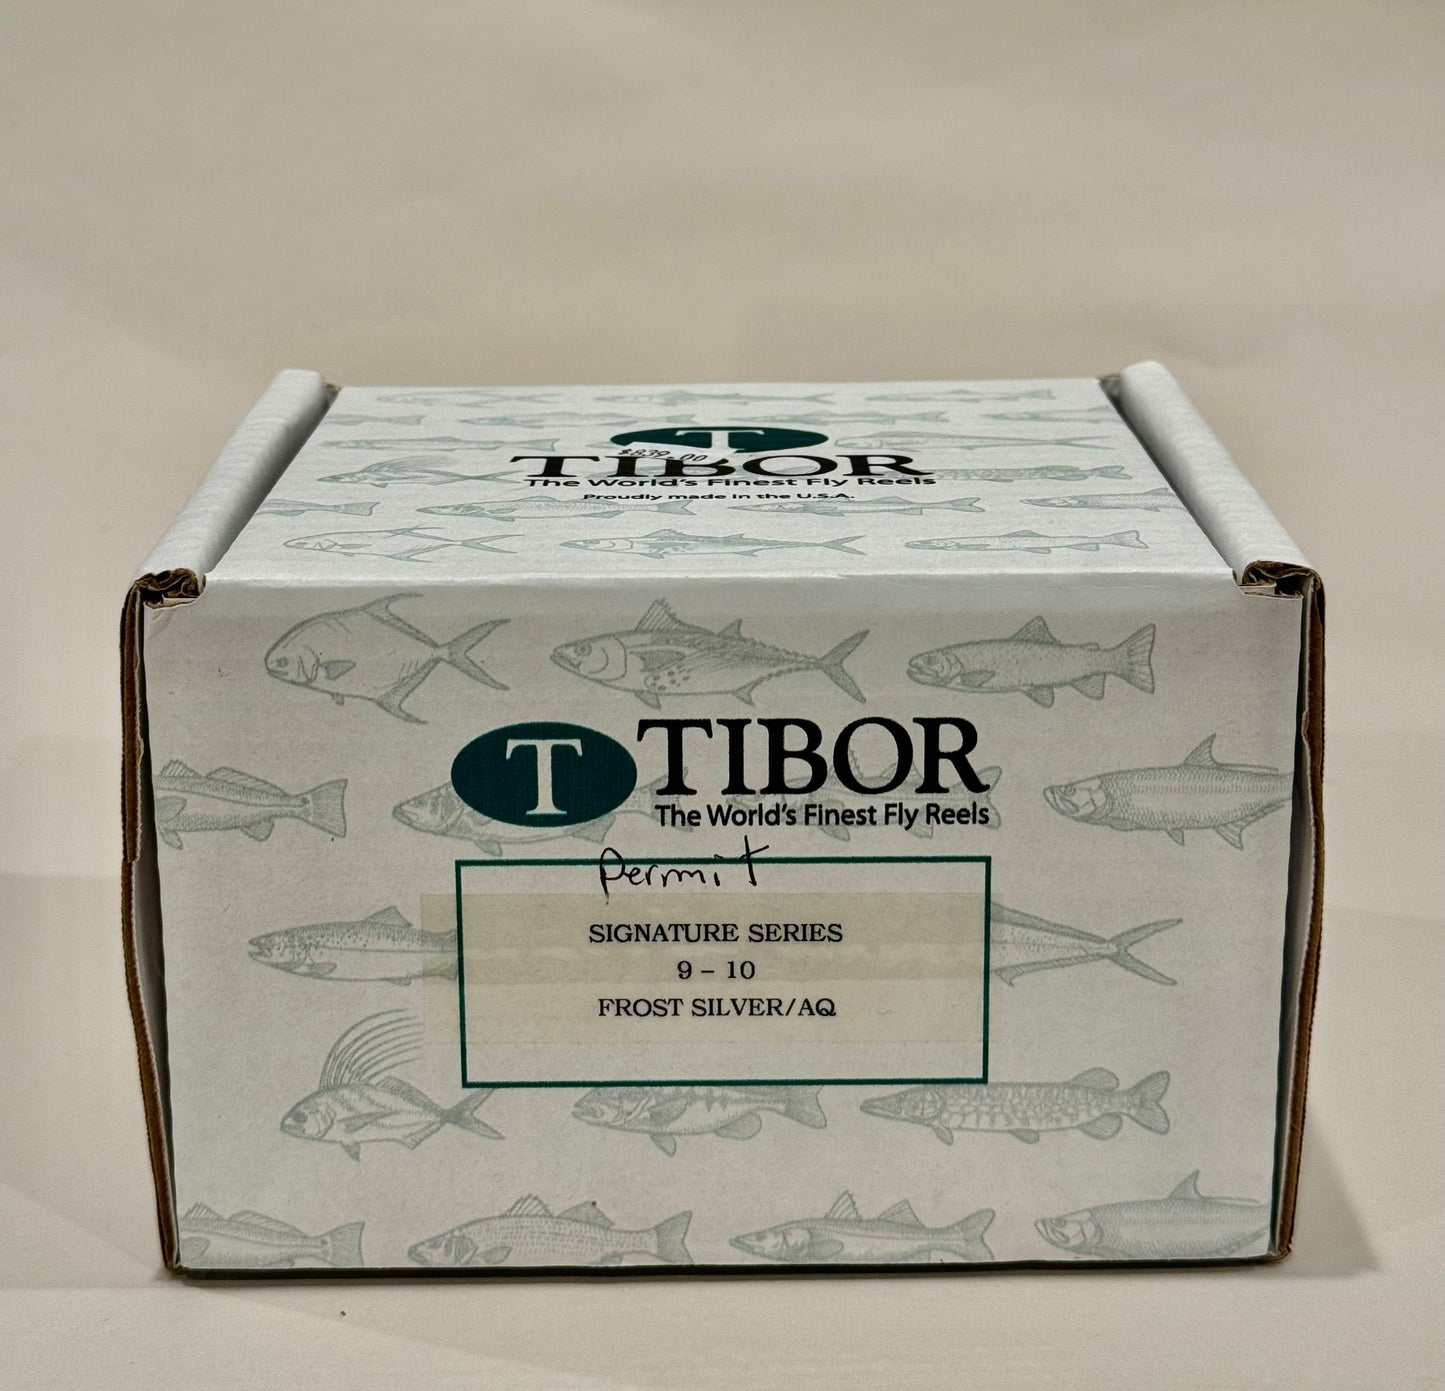 T
$839.00
TIBOR
The World's Finest Fly Reels
Proudly made in the U.S.A.
T TIBOR
The World's Finest Fly Reels
Permit
SIGNATURE SERIES
9 – 10
FROST SILVER/AQ